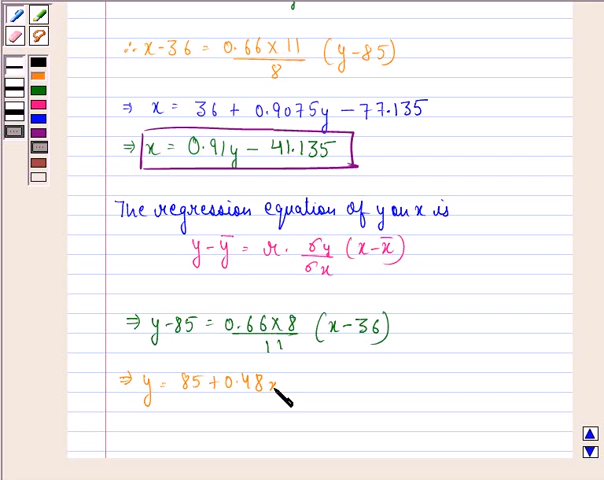 ∴ x-36 = 0.66×11/8 (y-85)
⇒ x = 36 + 0.9075y - 77.135
⇒ x = 0.91y - 41.135
The regression equation of y on x is
y-ȳ = r. σy/σx (x-x̄)
⇒ y-85 = 0.66×8/11 (x-36)
⇒ y = 85+0.48x